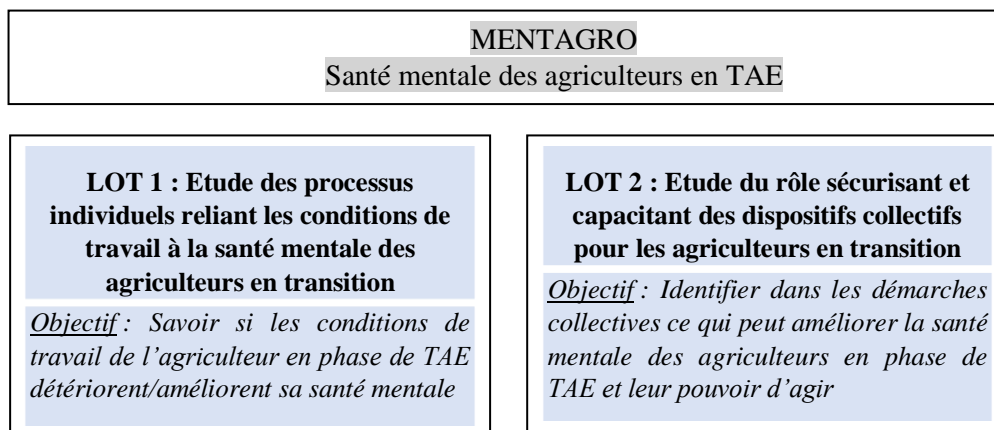 MENTAGRO
Santé mentale des agriculteurs en TAE
LOT 1 : Etude des processus
individuels reliant les conditions de
travail à la santé mentale des
agriculteurs en transition
Objectif : Savoir si les conditions de
travail de l’agriculteur en phase de TAE
détériorent/améliorent sa santé mentale
LOT 2 : Etude du rôle sécurisant et
capacitant des dispositifs collectifs
pour les agriculteurs en transition
Objectif : Identifier dans les démarches
collectives ce qui peut améliorer la santé
mentale des agriculteurs en phase de
TAE et leur pouvoir d’agir